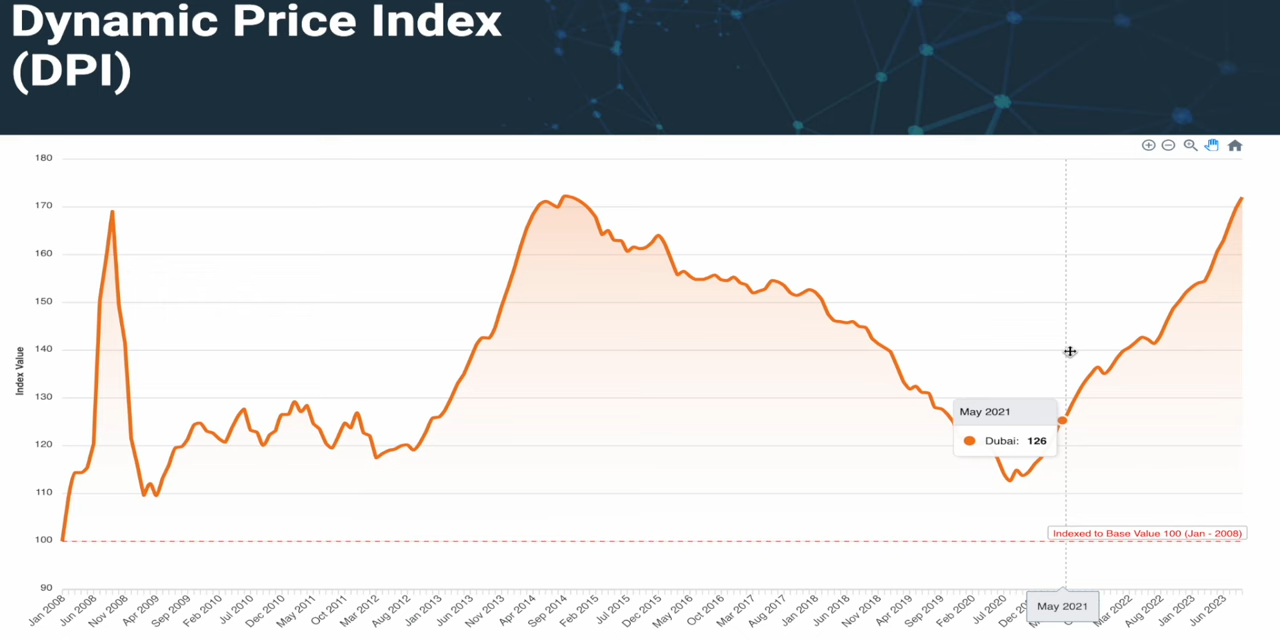 Dynamic Price Index
(DPI)
180
170
160
150
140
130
120
110
100
90
Index Value
May 2021
Dubai: 126
Indexed to Base Value 100 (Jan - 2008)
Jan 2008
Jun 2008
Nov 2008
Apr 2009
Sep 2009
Feb 2010
Jul 2010
Dec 2010
May 2011
Oct 2011
Mar 2012
Aug 2012
Jan 2013
Jun 2013
Nov 2013
Apr 2014
Sep 2014
Feb 2015
Jul 2015
Dec 2015
May 2016
Oct 2016
Mar 2017
Aug 2017
Jan 2018
Jun 2018
Nov 2018
Apr 2019
Sep 2019
Feb 2020
Jul 2020
May 2021
Mar 2022
Aug 2022
Jan 2023
Jun 2023